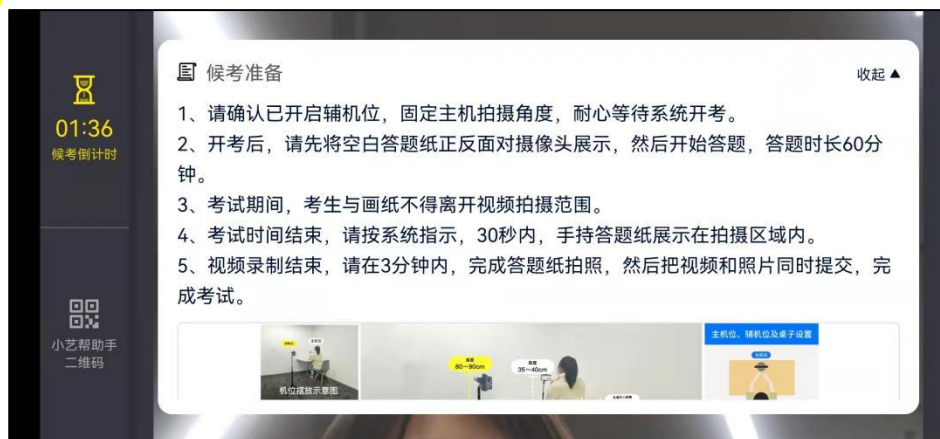 01:36
候考倒计时
小艺帮助手
二维码
候考准备
收起▲
1、请确认已开启辅机位，固定主机拍摄角度，耐心等待系统开考。
2、开考后，请先将空白答题纸正反面对摄像头展示，然后开始答题，答题时长60分
钟。
3、考试期间，考生与画纸不得离开视频拍摄范围。
4、考试时间结束，请按系统指示，30秒内，手持答题纸展示在拍摄区域内。
5、视频录制结束，请在3分钟内，完成答题纸拍照，然后把视频和照片同时提交，完
成考试。
机位摆放示意图
高度
80~90cm
高度
35~40cm
主机位、辅机位及桌子设置